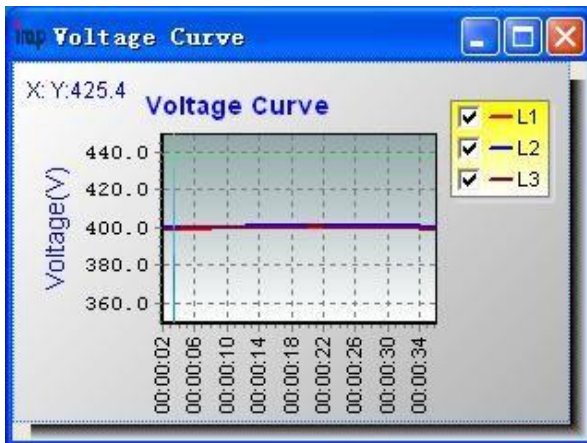 Voltage Curve
X: Y:425.4
Voltage Curve
L1
L2
L3
Voltage(V)
440.0
420.0
400.0
380.0
360.0
00:00:02
00:00:06
00:00:10
00:00:14
00:00:18
00:00:22
00:00:26
00:00:30
00:00:34